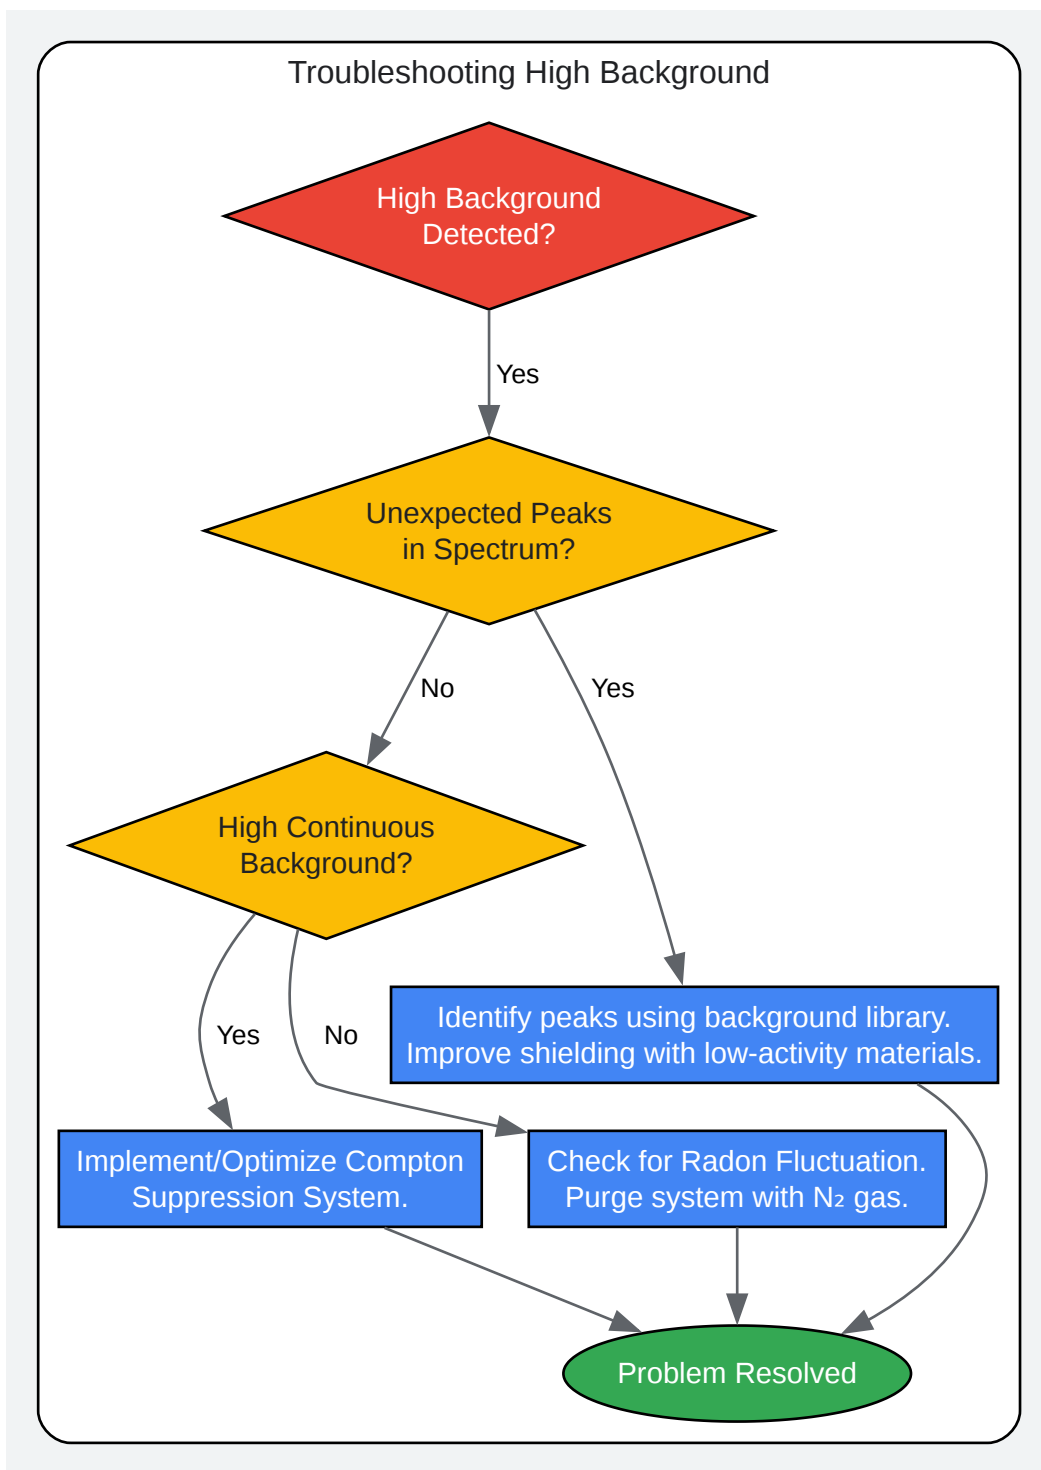 Troubleshooting High Background
High Background
Detected?
Yes
Unexpected Peaks
in Spectrum?
No
Yes
High Continuous
Background?
Yes
No
Identify peaks using background library.
Improve shielding with low-activity materials.
Implement/Optimize Compton
Suppression System.
Check for Radon Fluctuation.
Purge system with N₂ gas.
Problem Resolved